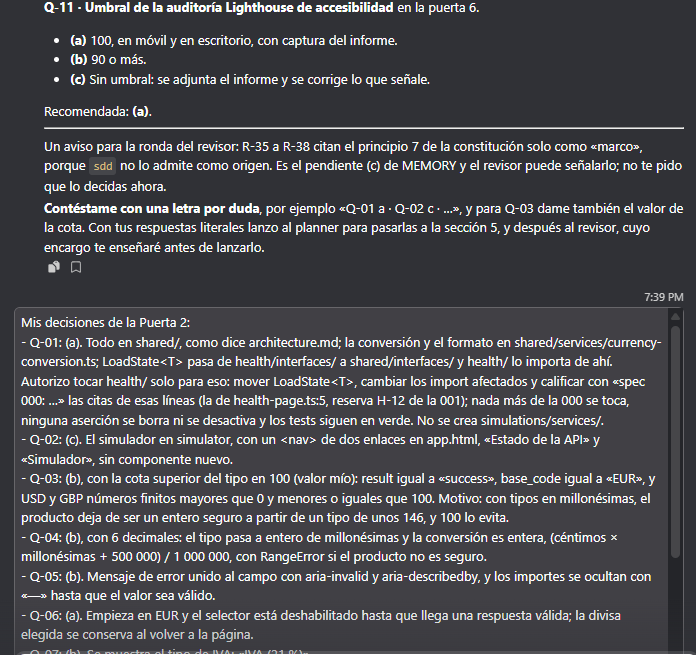 Q-11 · Umbral de la auditoría Lighthouse de accesibilidad en la puerta 6.
• (a) 100, en móvil y en escritorio, con captura del informe.
• (b) 90 o más.
• (c) Sin umbral: se adjunta el informe y se corrige lo que señale.
Recomendada: (a).
Un aviso para la ronda del revisor: R-35 a R-38 citan el principio 7 de la constitución solo como «marco»,
porque sdd no lo admite como origen. Es el pendiente (c) de MEMORY y el revisor puede señalarlo; no te pido
que lo decidas ahora.
Contéstame con una letra por duda, por ejemplo «Q-01 a · Q-02 c · ...», y para Q-03 dame también el valor de
la cota. Con tus respuestas literales lanzo al planner para pasarlas a la sección 5, y después al revisor, cuyo
encargo te enseñaré antes de lanzarlo.
7:39 PM
Mis decisiones de la Puerta 2:
- Q-01: (a). Todo en shared/, como dice architecture.md; la conversión y el formato en shared/services/currency-
conversion.ts; LoadState<T> pasa de health/interfaces/ a shared/interfaces/ y health/ lo importa de ahí.
Autorizo tocar health/ solo para eso: mover LoadState<T>, cambiar los import afectados y calificar con «spec
000: ...» las citas de esas líneas (la de health-page.ts:5, reserva H-12 de la 001); nada más de la 000 se toca,
ninguna aserción se borra ni se desactiva y los tests siguen en verde. No se crea simulations/services/.
- Q-02: (c). El simulador en simulator, con un <nav> de dos enlaces en app.html, «Estado de la API» y
«Simulador», sin componente nuevo.
- Q-03: (b), con la cota superior del tipo en 100 (valor mío): result igual a «success», base_code igual a «EUR», y
USD y GBP números finitos mayores que 0 y menores o iguales que 100. Motivo: con tipos en millonésimas, el
producto deja de ser un entero seguro a partir de un tipo de unos 146, y 100 lo evita.
- Q-04: (b), con 6 decimales: el tipo pasa a entero de millonésimas y la conversión es entera, (céntimos ×
millonésimas + 500 000) / 1 000 000, con RangeError si el producto no es seguro.
- Q-05: (b). Mensaje de error unido al campo con aria-invalid y aria-describedby, y los importes se ocultan con
«—» hasta que el valor sea válido.
- Q-06: (a). Empieza en EUR y el selector está deshabilitado hasta que llega una respuesta válida; la divisa
elegida se conserva al volver a la página.
- Q-07: (b). Se muestra el tipo de IVA: «IVA (21 %)»